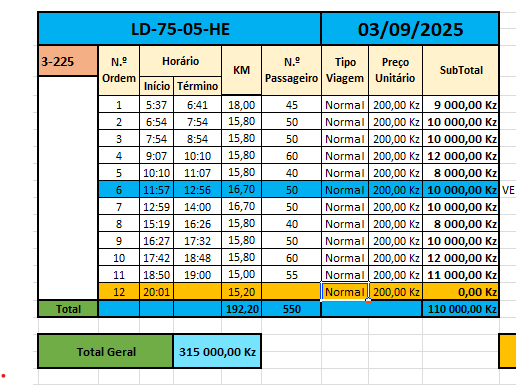 LD-75-05-HE 03/09/2025
3-225 N.º Ordem Horário KM N.º Passageiro Tipo Viagem Preço Unitário SubTotal
Início Término
1 5:37 6:41 18,00 45 Normal 200,00 Kz 9 000,00 Kz
2 6:54 7:54 15,80 50 Normal 200,00 Kz 10 000,00 Kz
3 7:54 8:54 15,80 50 Normal 200,00 Kz 10 000,00 Kz
4 9:07 10:10 15,80 60 Normal 200,00 Kz 12 000,00 Kz
5 10:10 11:07 15,80 40 Normal 200,00 Kz 8 000,00 Kz
6 11:57 12:56 16,70 50 Normal 200,00 Kz 10 000,00 Kz VE
7 12:59 14:00 16,70 50 Normal 200,00 Kz 10 000,00 Kz
8 15:19 16:26 15,80 40 Normal 200,00 Kz 8 000,00 Kz
9 16:27 17:32 15,80 50 Normal 200,00 Kz 10 000,00 Kz
10 17:42 18:48 15,80 60 Normal 200,00 Kz 12 000,00 Kz
11 18:50 19:00 15,00 55 Normal 200,00 Kz 11 000,00 Kz
12 20:01 15,20 Normal 200,00 Kz 0,00 Kz
Total 192,20 550 110 000,00 Kz
Total Geral 315 000,00 Kz